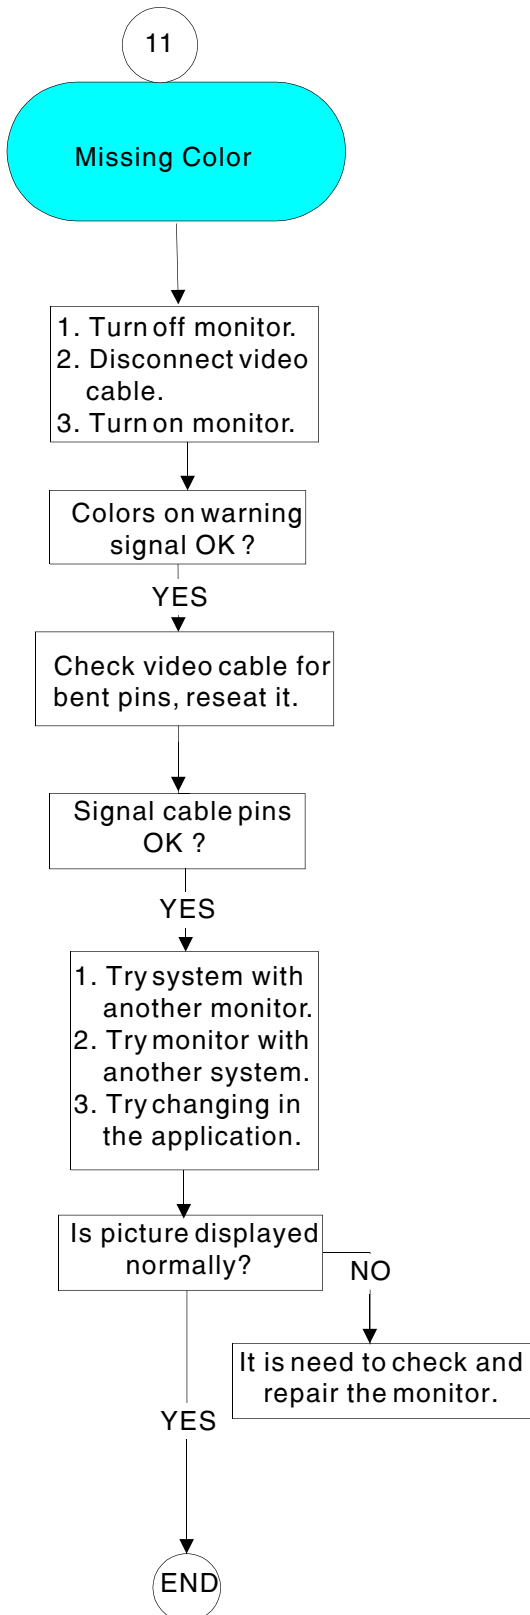 11
Missing Color
1. Turn off monitor.
2. Disconnect video
cable.
3. Turn on monitor.
Colors on warning
signal OK ?
YES
Check video cable for
bent pins, reseat it.
Signal cable pins
OK ?
YES
1. Try system with
another monitor.
2. Try monitor with
another system.
3. Try changing in
the application.
Is picture displayed
normally?
NO
It is need to check and
repair the monitor.
YES
END